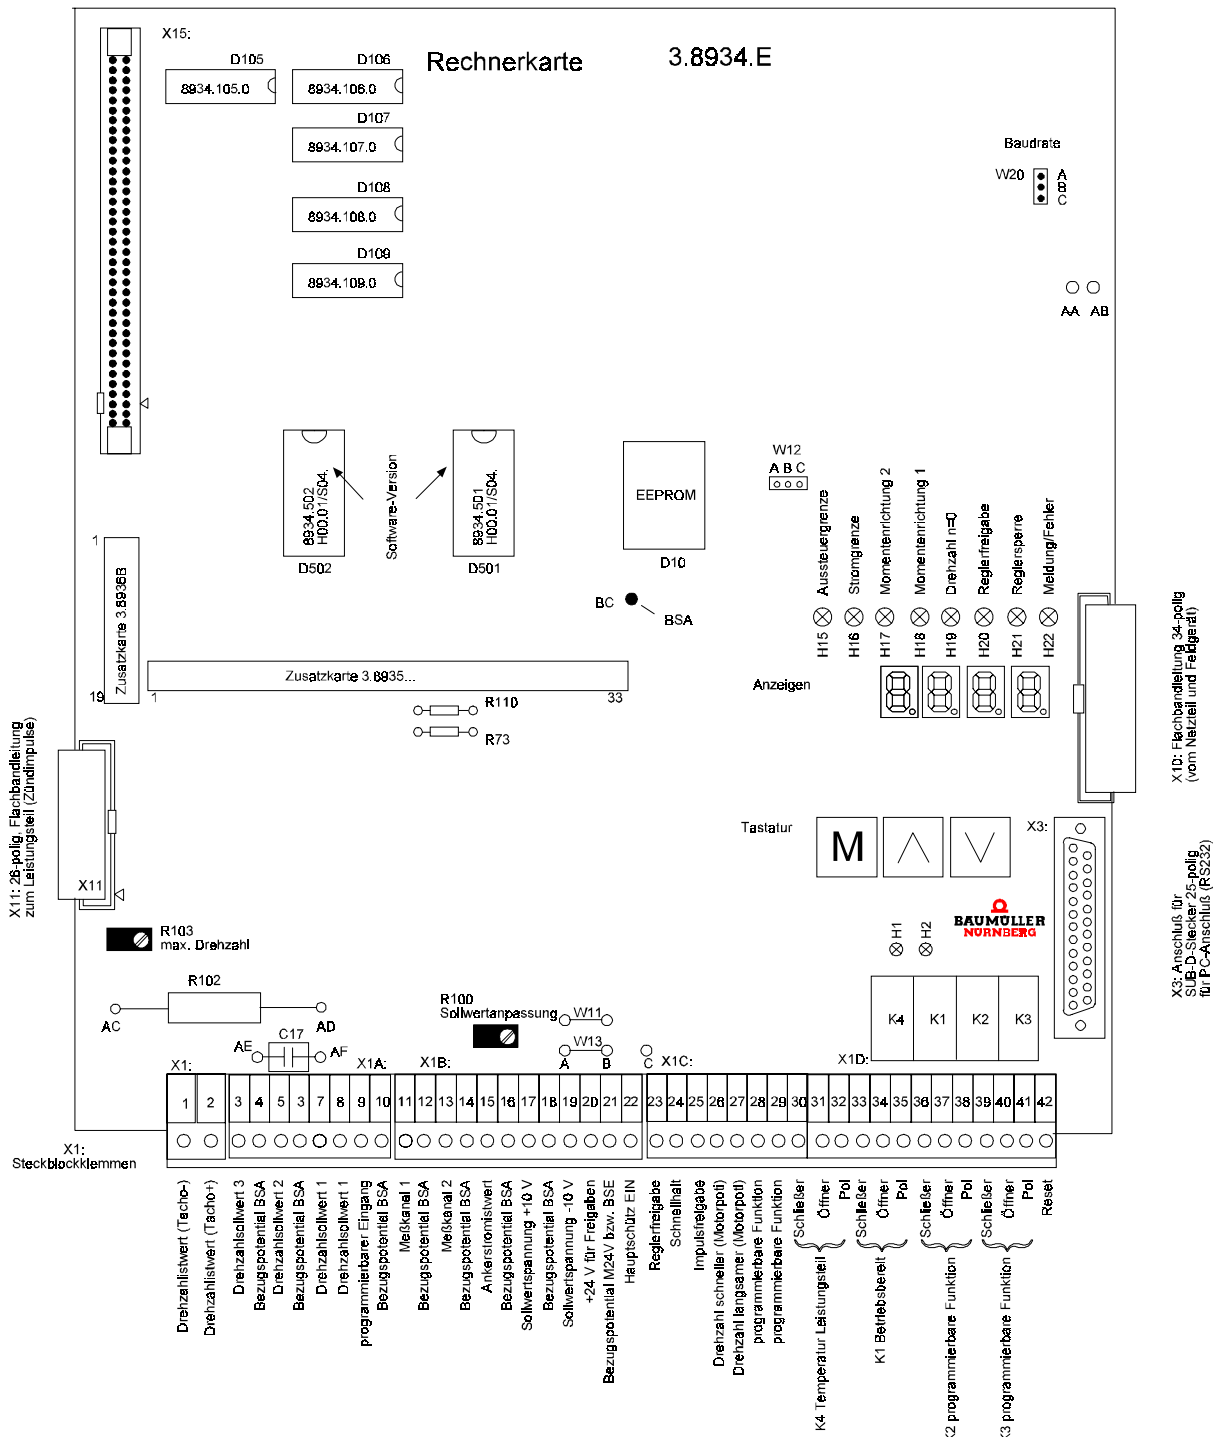 X15:
Rechnerkarte 3.8934.E
D105
8934.105.0
D106
8934.106.0
D107
8934.107.0
D108
8934.108.0
D109
8934.109.0
Baudrate
W20
A
B
C
AA AB
8934.502
H00.01/S04.
D502
Software-Version
8934.501
H00.01/S04.
D501
EEPROM
D10
W12
A B C
Aussteuergrenze
Stromgrenze
Momentenrichtung 2
Momentenrichtung 1
Drehzahl n=0
Reglerfreigabe
Reglersperre
Meldung/Fehler
H15
H16
H17
H18
H19
H20
H21
H22
BC
BSA
1
Zusatzkarte 3.8936B
19
1
Zusatzkarte 3.8935...
33
R110
R73
Anzeigen
8. 8. 8. 8.
X10: Flachbandleitung 34-polig
(vom Netzteil und Feldgerät)
X11: 26-polig, Flachbandleitung
zum Leistungsteil (Zündimpulse)
X11
Tastatur
M
X3:
X3: Anschluß für
SUB-D-Stecker 25-polig
für PC-Anschluß (RS232)
BAUMÜLLER
NÜRNBERG
R103
max. Drehzahl
H1
H2
R102
AC
AD
R100
Sollwertanpassung
W11
W13
A B C
K4 K1 K2 K3
AE
C17
AF
X1:
X1A:
X1B:
X1C:
X1D:
1 2 3 4 5 3 7 8 9 10 11 12 13 14 15 16 17 18 19 20 21 22 23 24 25 26 27 28 29 30 31 32 33 34 35 36 37 38 39 40 41 42
X1:
Steckblockklemmen
Drehzahlistwert (Tacho-)
Drehzahlistwert (Tacho+)
Drehzahlsollwert 3
Bezugspotential BSA
Drehzahlsollwert 2
Bezugspotential BSA
Drehzahlsollwert 1
Drehzahlsollwert 1
programmierbarer Eingang
Bezugspotential BSA
Meßkanal 1
Bezugspotential BSA
Meßkanal 2
Bezugspotential BSA
Ankerstromistwert
Bezugspotential BSA
Sollwertspannung +10 V
Bezugspotential BSA
Sollwertspannung -10 V
+24 V für Freigaben
Bezugspotential M24V bzw. BSE
Hauptschütz EIN
Reglerfreigabe
Schnellhalt
Impulsfreigabe
Drehzahl schneller (Motorpoti)
Drehzahl langsamer (Motorpoti)
programmierbare Funktion
programmierbare Funktion
Schließer
Öffner
Pol
K4 Temperatur Leistungsteil
Schließer
Öffner
Pol
K1 Betriebsbereit
Schließer
Öffner
Pol
K2 programmierbare Funktion
Schließer
Öffner
Pol
K3 programmierbare Funktion
Reset